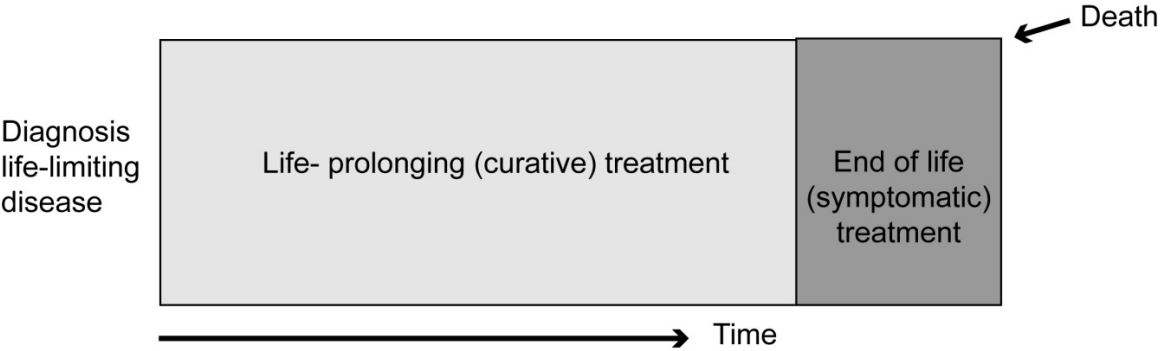 Death
Diagnosis
life-limiting
disease
Life- prolonging (curative) treatment
End of life
(symptomatic)
treatment
Time